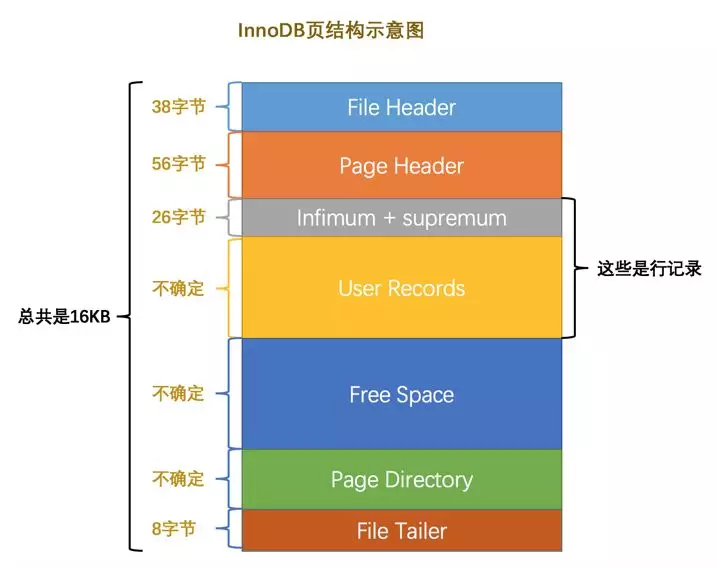 InnoDB页结构示意图
38字节
File Header
56字节
Page Header
26字节
Infimum + supremum
这些是行记录
不确定
User Records
总共是16KB
不确定
Free Space
不确定
Page Directory
8字节
File Tailer